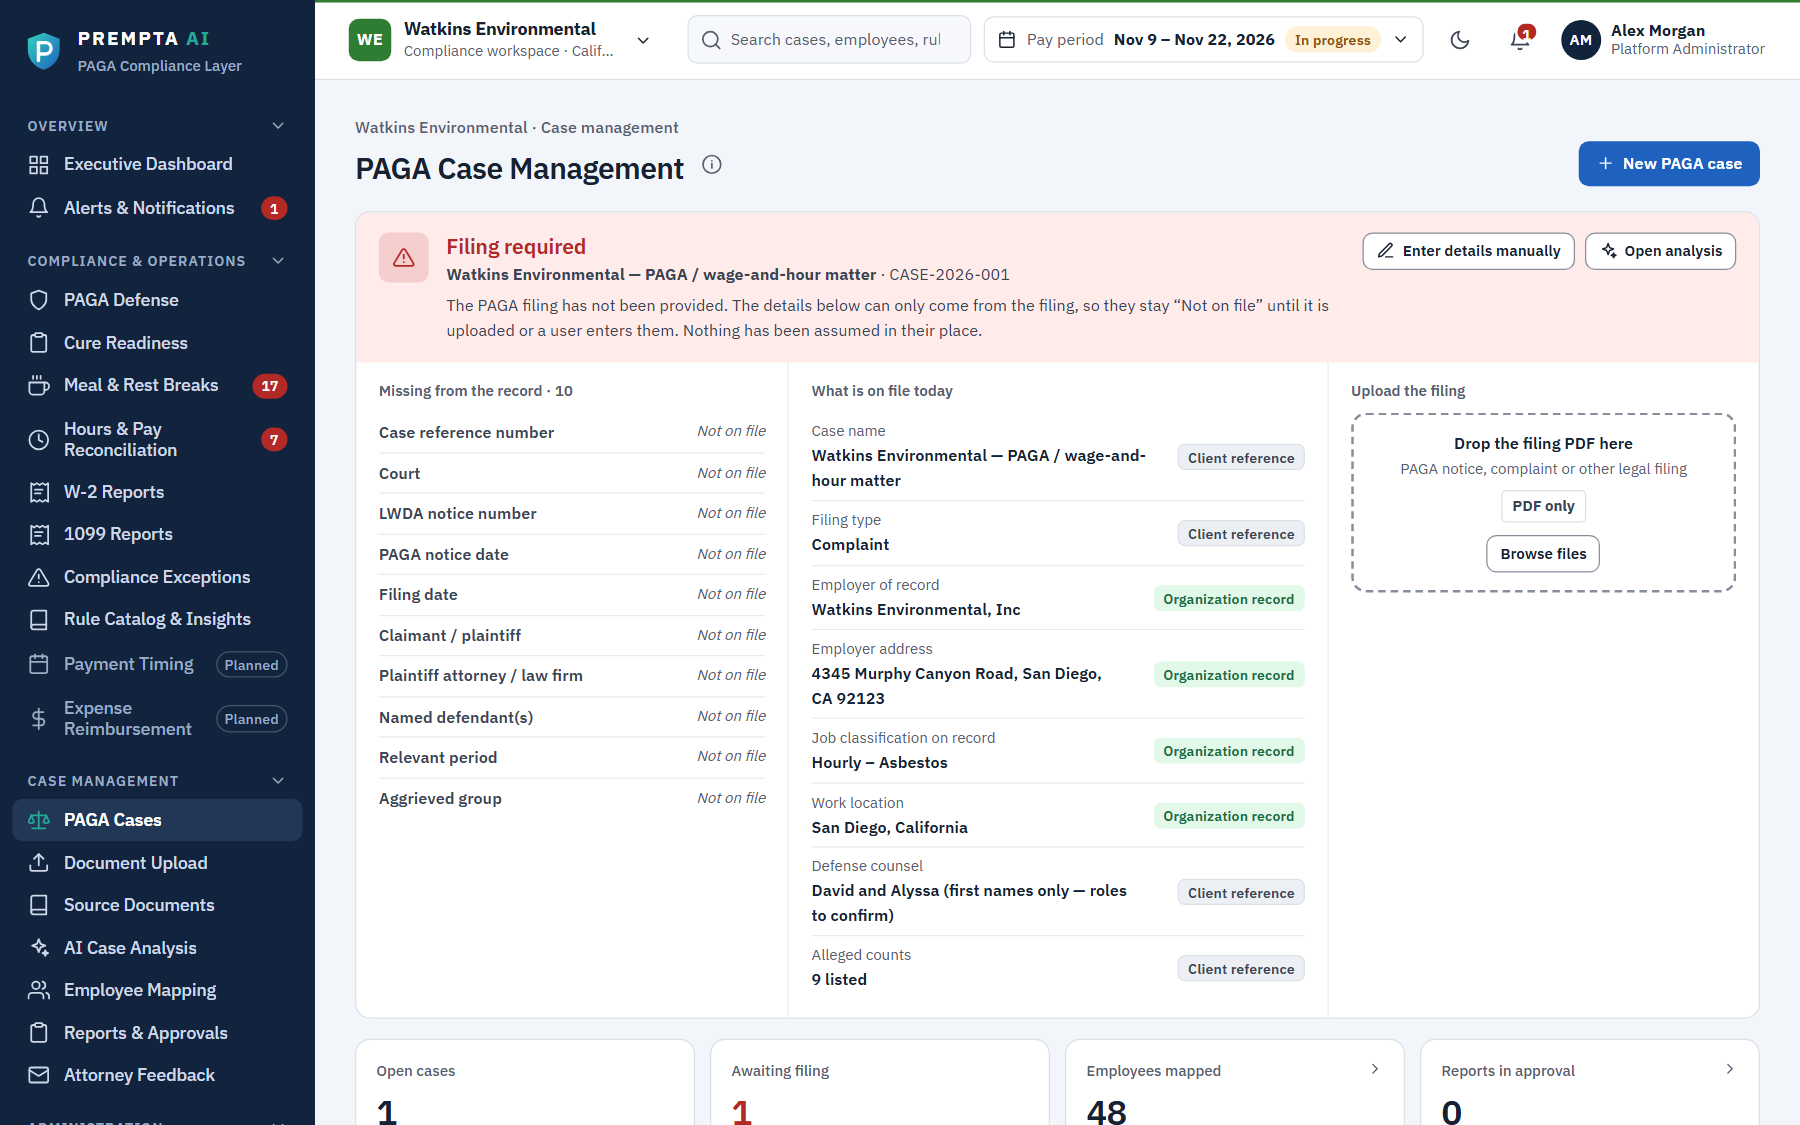 PREMPTA AI
PAGA Compliance Layer
OVERVIEW
Executive Dashboard
Alerts & Notifications 1
COMPLIANCE & OPERATIONS
PAGA Defense
Cure Readiness
Meal & Rest Breaks 17
Hours & Pay
Reconciliation 7
W-2 Reports
1099 Reports
Compliance Exceptions
Rule Catalog & Insights
Payment Timing Planned
Expense
Reimbursement Planned
CASE MANAGEMENT
PAGA Cases
Document Upload
Source Documents
AI Case Analysis
Employee Mapping
Reports & Approvals
Attorney Feedback
WE
Watkins Environmental
Compliance workspace · Calif...
Search cases, employees, rul
Pay period Nov 9 – Nov 22, 2026 In progress
1
AM
Alex Morgan
Platform Administrator
Watkins Environmental · Case management
PAGA Case Management
New PAGA case
Filing required
Watkins Environmental — PAGA / wage-and-hour matter · CASE-2026-001
The PAGA filing has not been provided. The details below can only come from the filing, so they stay “Not on file” until it is
uploaded or a user enters them. Nothing has been assumed in their place.
Enter details manually
Open analysis
Missing from the record · 10
Case reference number Not on file
Court Not on file
LWDA notice number Not on file
PAGA notice date Not on file
Filing date Not on file
Claimant / plaintiff Not on file
Plaintiff attorney / law firm Not on file
Named defendant(s) Not on file
Relevant period Not on file
Aggrieved group Not on file
What is on file today
Case name
Watkins Environmental — PAGA / wage-and-
hour matter
Client reference
Filing type
Complaint
Client reference
Employer of record
Watkins Environmental, Inc
Organization record
Employer address
4345 Murphy Canyon Road, San Diego,
CA 92123
Organization record
Job classification on record
Hourly – Asbestos
Organization record
Work location
San Diego, California
Organization record
Defense counsel
David and Alyssa (first names only — roles
to confirm)
Client reference
Alleged counts
9 listed
Client reference
Upload the filing
Drop the filing PDF here
PAGA notice, complaint or other legal filing
PDF only
Browse files
Open cases
1
Awaiting filing
1
Employees mapped
48
Reports in approval
0